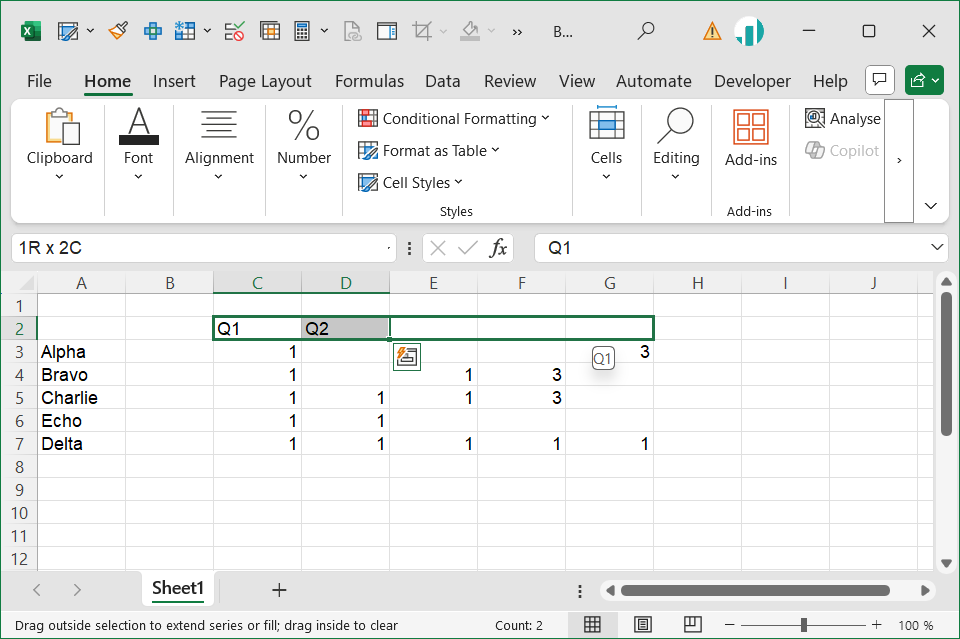 B...
File Home Insert Page Layout Formulas Data Review View Automate Developer Help
Clipboard Font Alignment Number
Conditional Formatting
Format as Table
Cell Styles
Styles
Cells Editing Add-ins
Add-ins
Analyse
Copilot
1R x 2C fx Q1
A B C D E F G H I J
1
2 Q1 Q2
3 Alpha 1 3
Q1
4 Bravo 1 1 3
5 Charlie 1 1 1 3
6 Echo 1 1
7 Delta 1 1 1 1 1
8
9
10
11
12
Sheet1
Drag outside selection to extend series or fill; drag inside to clear Count: 2 100 %